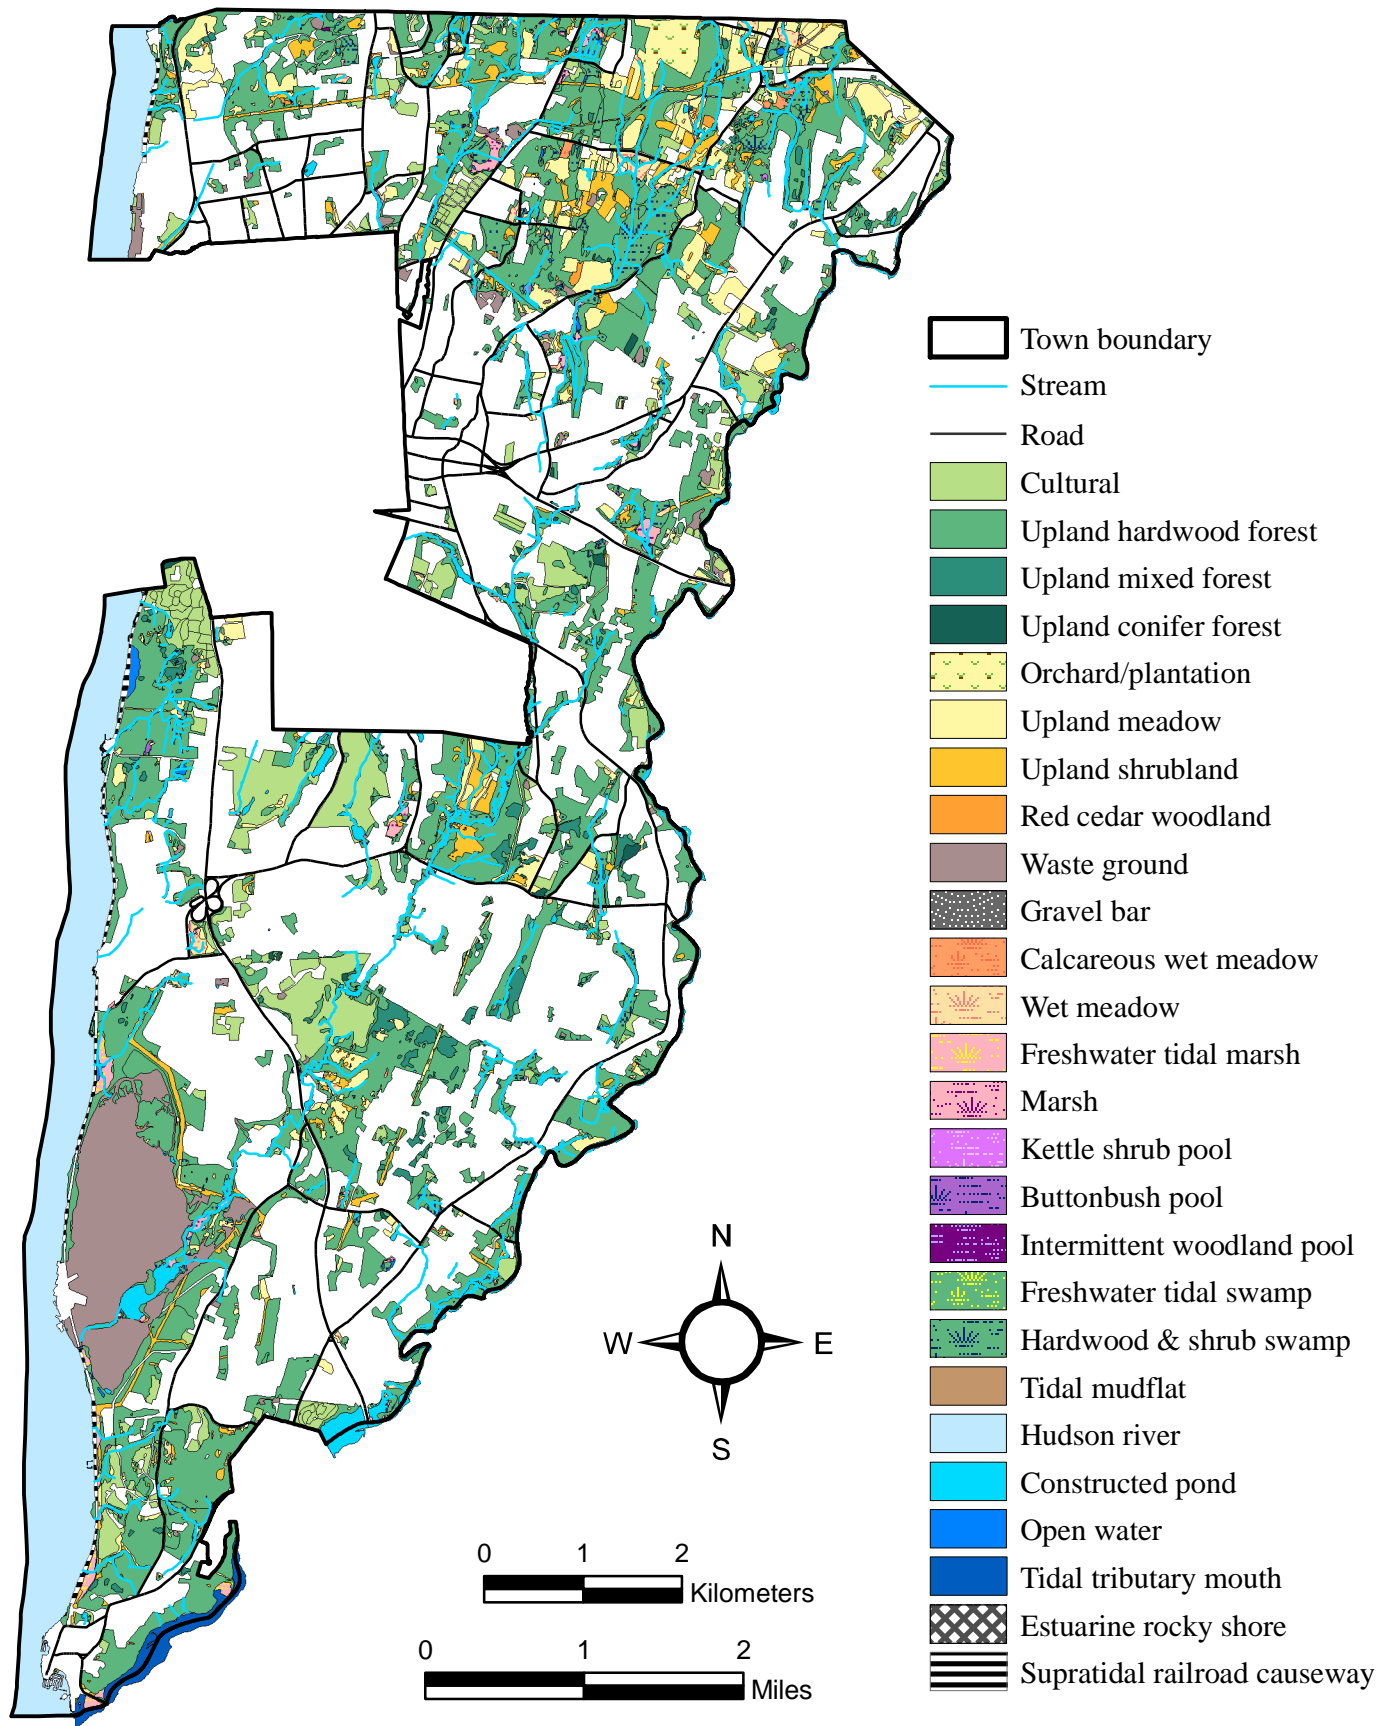 Town boundary
Stream
Road
Cultural
Upland hardwood forest
Upland mixed forest
Upland conifer forest
Orchard/plantation
Upland meadow
Upland shrubland
Red cedar woodland
Waste ground
Gravel bar
Calcareous wet meadow
Wet meadow
Freshwater tidal marsh
Marsh
Kettle shrub pool
Buttonbush pool
Intermittent woodland pool
Freshwater tidal swamp
Hardwood & shrub swamp
Tidal mudflat
Hudson river
Constructed pond
Open water
Tidal tributary mouth
Estuarine rocky shore
Supratidal railroad causeway
N
W E
S
0 1 2
Kilometers
0 1 2
Miles